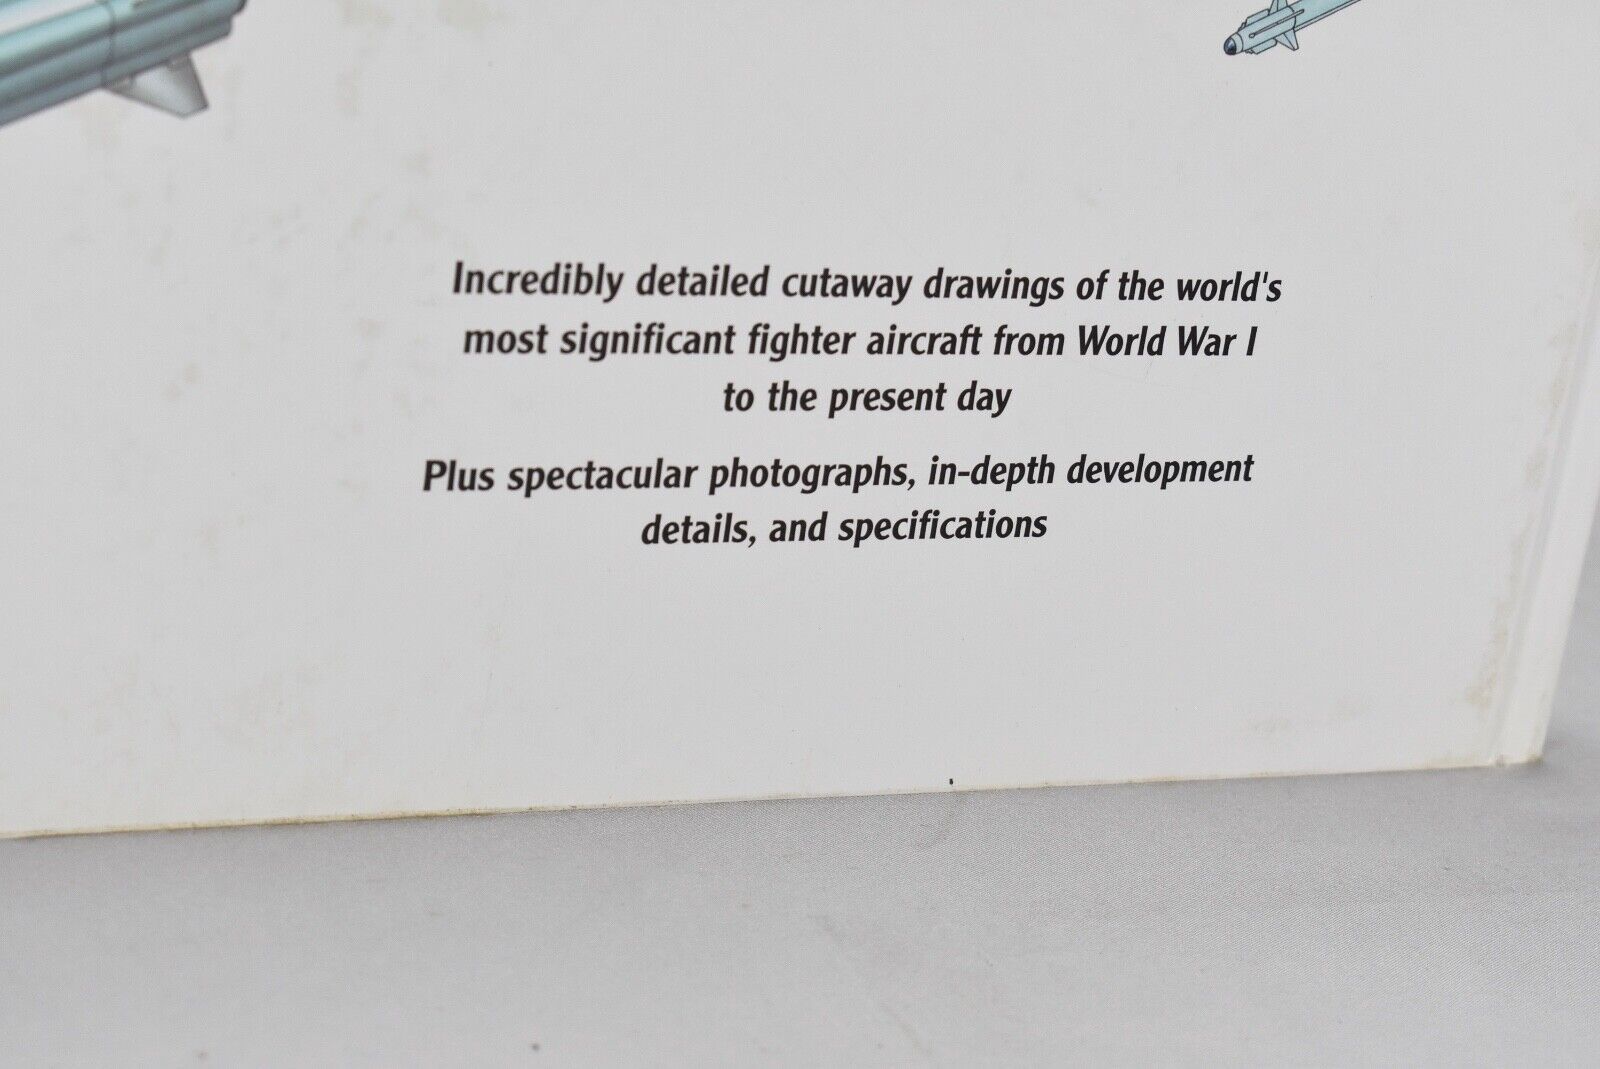 Incredibly detailed cutaway drawings of the world's
most significant fighter aircraft from World War I
to the present day
Plus spectacular photographs, in-depth development
details, and specifications